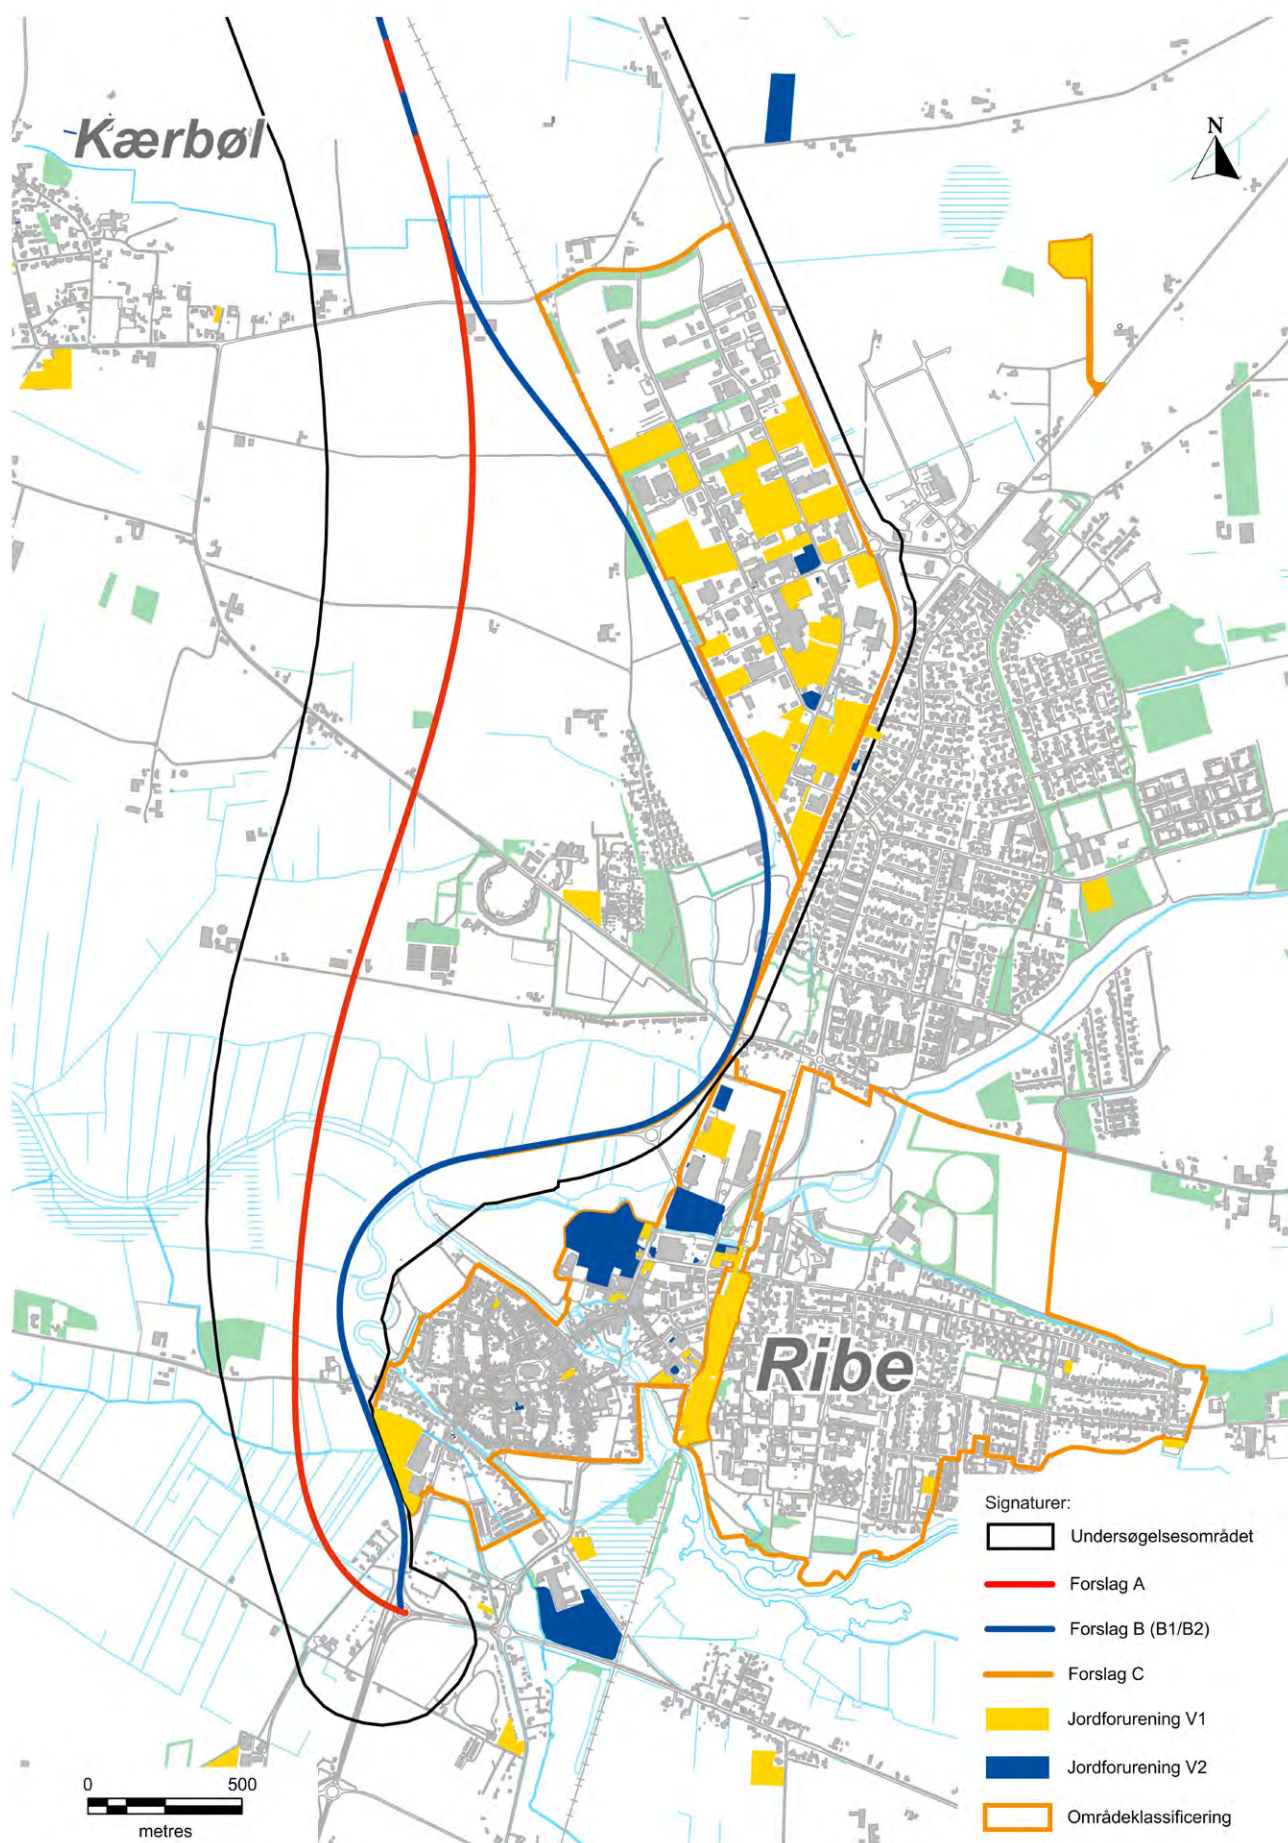 Kærbøl
N
Ribe
Signaturer:
Undersøgelsesområdet
Forslag A
Forslag B (B1/B2)
Forslag C
Jordforurening V1
Jordforurening V2
Områdeklassificering
0 500
metres